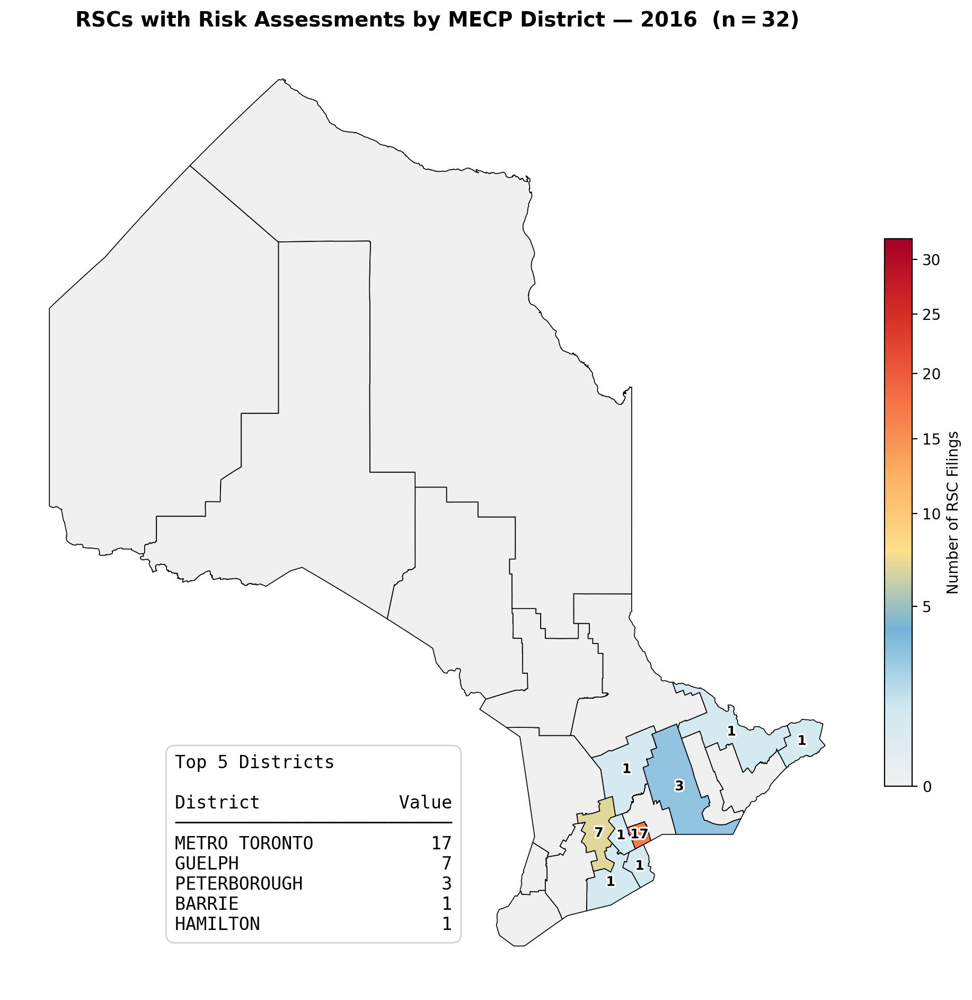 RSCs with Risk Assessments by MECP District — 2016 (n = 32)
30
25
20
15
10
5
0
Number of RSC Filings
1
1
1
3
7
1
17
1
1
Top 5 Districts
District Value
METRO TORONTO 17
GUELPH 7
PETERBOROUGH 3
BARRIE 1
HAMILTON 1